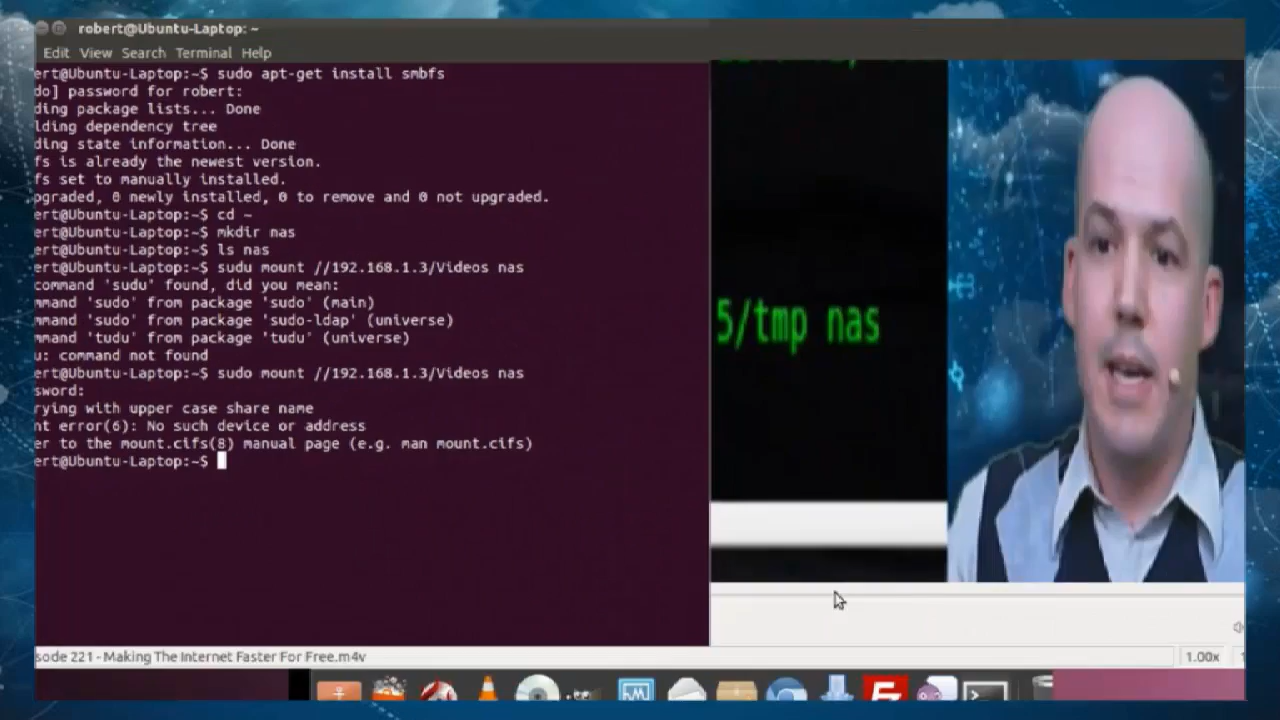 robert@Ubuntu-Laptop: ~
Edit View Search Terminal Help
ert@Ubuntu-Laptop:~$ sudo apt-get install smbfs
do] password for robert:
ding package lists... Done
lding dependency tree
ding state information... Done
fs is already the newest version.
fs set to manually installed.
pgraded, 0 newly installed, 0 to remove and 0 not upgraded.
ert@Ubuntu-Laptop:~$ cd ~
ert@Ubuntu-Laptop:~$ mkdir nas
ert@Ubuntu-Laptop:~$ ls nas
ert@Ubuntu-Laptop:~$ sudu mount //192.168.1.3/Videos nas
command 'sudu' found, did you mean:
mmand 'sudo' from package 'sudo' (main)
mmand 'sudo' from package 'sudo-ldap' (universe)
mmand 'tudu' from package 'tudu' (universe)
u: command not found
ert@Ubuntu-Laptop:~$ sudo mount //192.168.1.3/Videos nas
sword:
rying with upper case share name
nt error(6): No such device or address
er to the mount.cifs(8) manual page (e.g. man mount.cifs)
ert@Ubuntu-Laptop:~$
5/tmp nas
sode 221 - Making The Internet Faster For Free.m4v
1.00x